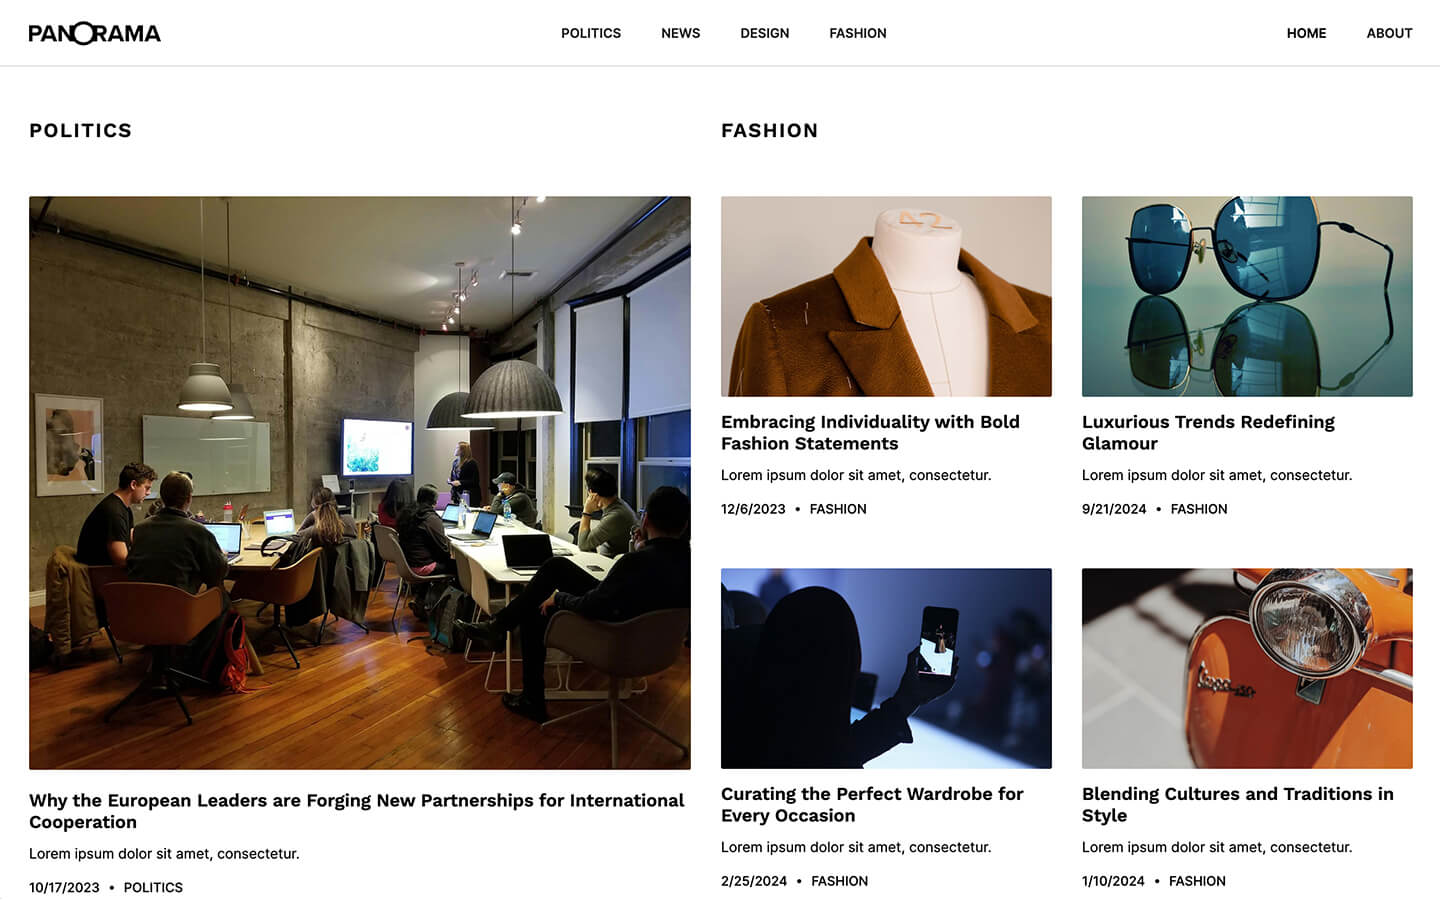 PANORAMA
POLITICS NEWS DESIGN FASHION
HOME ABOUT
POLITICS
Why the European Leaders are Forging New Partnerships for International
Cooperation
Lorem ipsum dolor sit amet, consectetur.
10/17/2023 • POLITICS
FASHION
42
Embracing Individuality with Bold
Fashion Statements
Lorem ipsum dolor sit amet, consectetur.
12/6/2023 • FASHION
Luxurious Trends Redefining
Glamour
Lorem ipsum dolor sit amet, consectetur.
9/21/2024 • FASHION
Curating the Perfect Wardrobe for
Every Occasion
Lorem ipsum dolor sit amet, consectetur.
2/25/2024 • FASHION
Blending Cultures and Traditions in
Style
Lorem ipsum dolor sit amet, consectetur.
1/10/2024 • FASHION